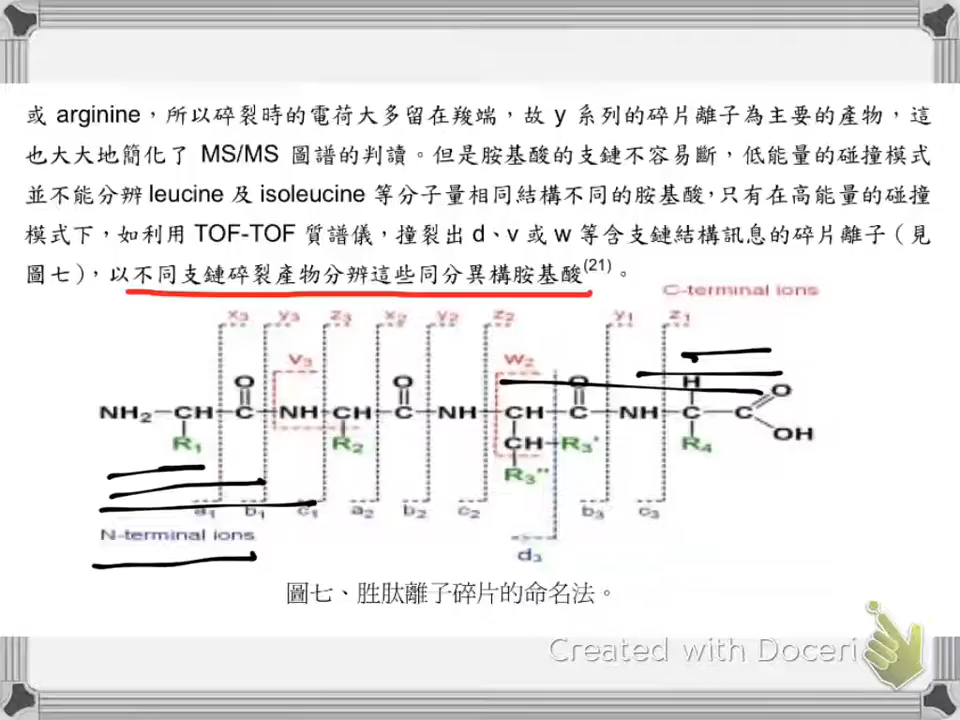 或 arginine，所以碎裂時的電荷大多留在羧端，故 y 系列的碎片離子為主要的產物，這
也大大地簡化了 MS/MS 圖譜的判讀。但是胺基酸的支鏈不容易斷，低能量的碰撞模式
並不能分辨 leucine 及 isoleucine 等分子量相同結構不同的胺基酸，只有在高能量的碰撞
模式下，如利用 TOF-TOF 質譜儀，撞裂出 d、v 或 w 等含支鏈結構訊息的碎片離子（見
圖七），以不同支鏈碎裂產物分辨這些同分異構胺基酸(21)。
C-terminal ions
x3 y3 z3 x2 y2 z2 y1 z1
v3 w2
O O O H O
NH2 CH C NH CH C NH CH C NH C C
OH
R1 R2 CH R3' R4
R3''
a1 b1 c1 a2 b2 c2 b3 c3
N-terminal ions
d3
圖七、胜肽離子碎片的命名法。
Created with Doceri